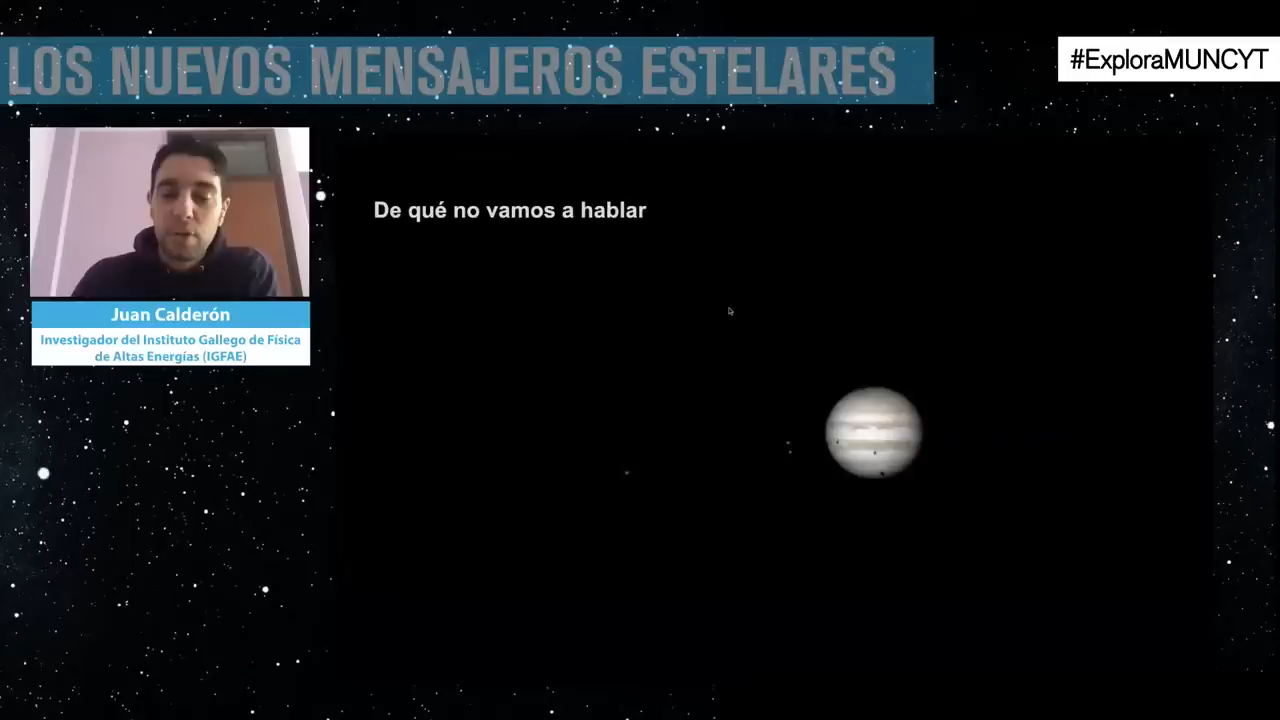 LOS NUEVOS MENSAJEROS ESTELARES
#ExploraMUNCYT
De qué no vamos a hablar
Juan Calderón
Investigador del Instituto Gallego de Física
de Altas Energías (IGFAE)